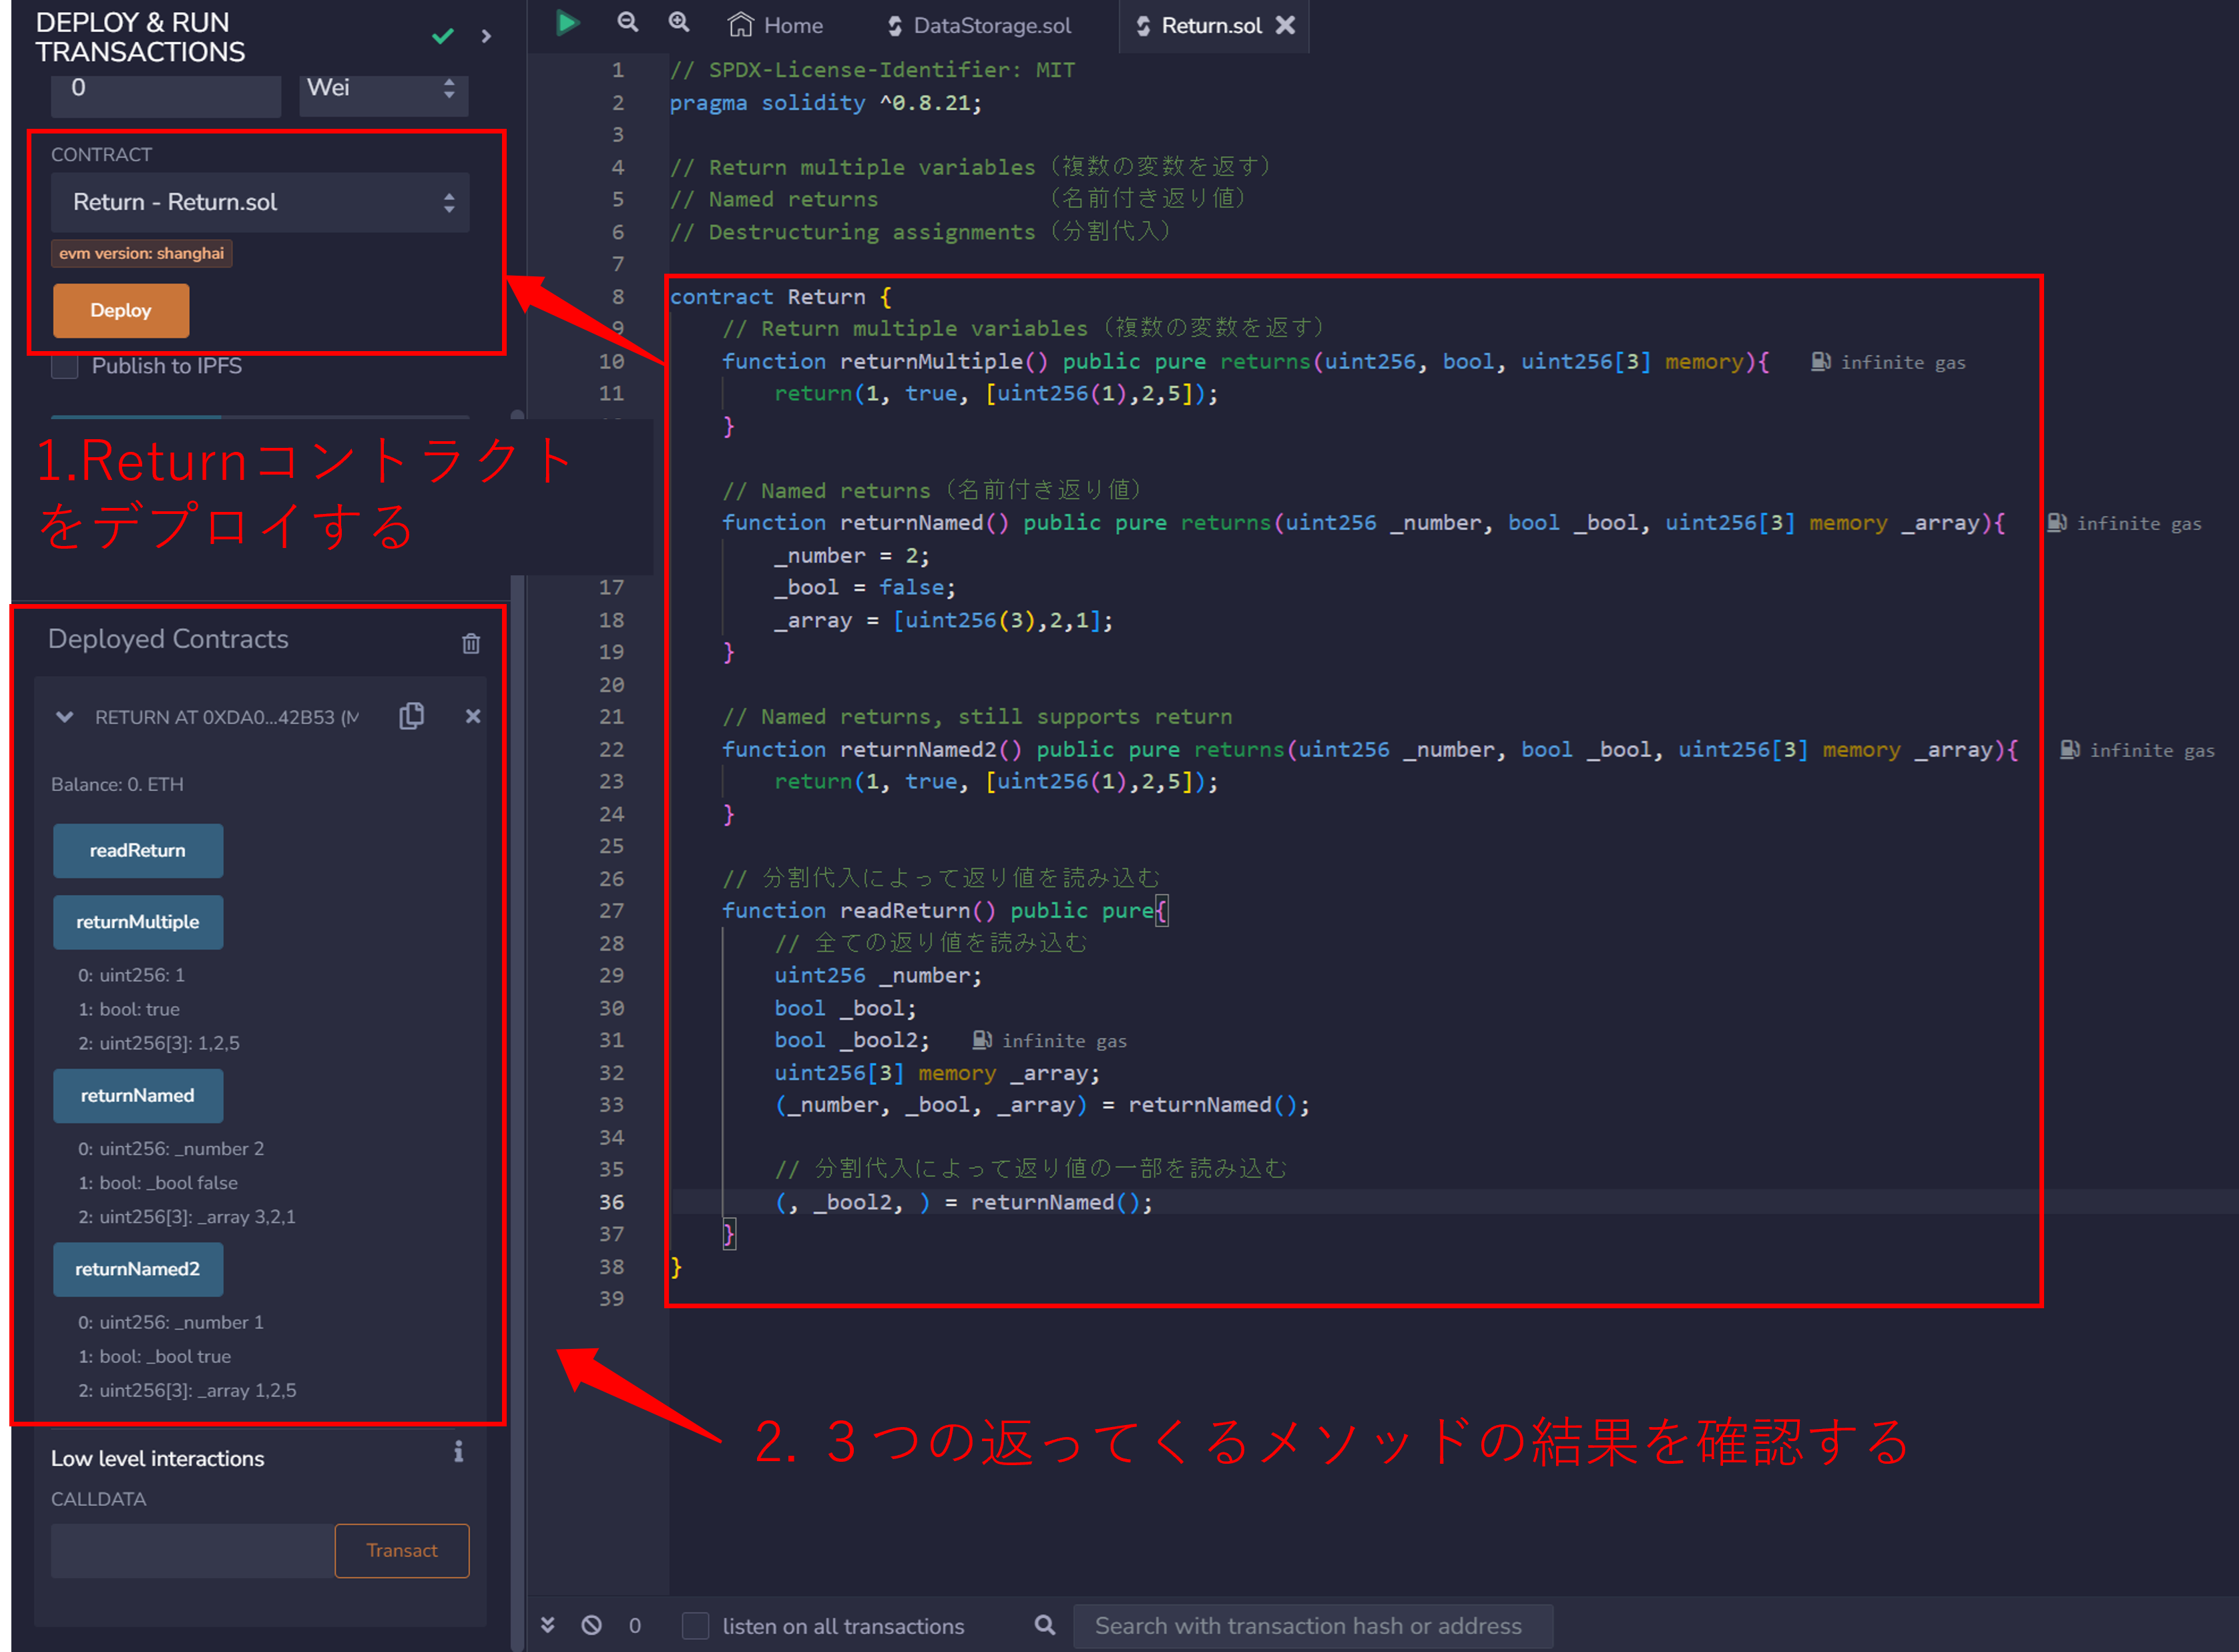 DEPLOY & RUN
TRANSACTIONS
0
Wei
CONTRACT
Return - Return.sol
evm version: shanghai
Deploy
Publish to IPFS
1.Returnコントラクト
をデプロイする
Deployed Contracts
RETURN AT 0XDA0...42B53 (M
Balance: 0. ETH
readReturn
returnMultiple
0: uint256: 1
1: bool: true
2: uint256[3]: 1,2,5
returnNamed
0: uint256: _number 2
1: bool: _bool false
2: uint256[3]: _array 3,2,1
returnNamed2
0: uint256: _number 1
1: bool: _bool true
2: uint256[3]: _array 1,2,5
Low level interactions
i
CALLDATA
Transact
Home
DataStorage.sol
Return.sol
1 // SPDX-License-Identifier: MIT
2 pragma solidity ^0.8.21;
3
4 // Return multiple variables（複数の変数を返す）
5 // Named returns （名前付き返り値）
6 // Destructuring assignments（分割代入）
7
8 contract Return {
9 // Return multiple variables（複数の変数を返す）
10 function returnMultiple() public pure returns(uint256, bool, uint256[3] memory){ infinite gas
11 return(1, true, [uint256(1),2,5]);
}
// Named returns（名前付き返り値）
function returnNamed() public pure returns(uint256 _number, bool _bool, uint256[3] memory _array){ infinite gas
_number = 2;
17 _bool = false;
18 _array = [uint256(3),2,1];
19 }
20
21 // Named returns, still supports return
22 function returnNamed2() public pure returns(uint256 _number, bool _bool, uint256[3] memory _array){ infinite gas
23 return(1, true, [uint256(1),2,5]);
24 }
25
26 // 分割代入によって返り値を読み込む
27 function readReturn() public pure{
28 // 全ての返り値を読み込む
29 uint256 _number;
30 bool _bool;
31 bool _bool2; infinite gas
32 uint256[3] memory _array;
33 (_number, _bool, _array) = returnNamed();
34
35 // 分割代入によって返り値の一部を読み込む
36 (, _bool2, ) = returnNamed();
37 }
38 }
39
2. ３つの返ってくるメソッドの結果を確認する
0
listen on all transactions
Search with transaction hash or address